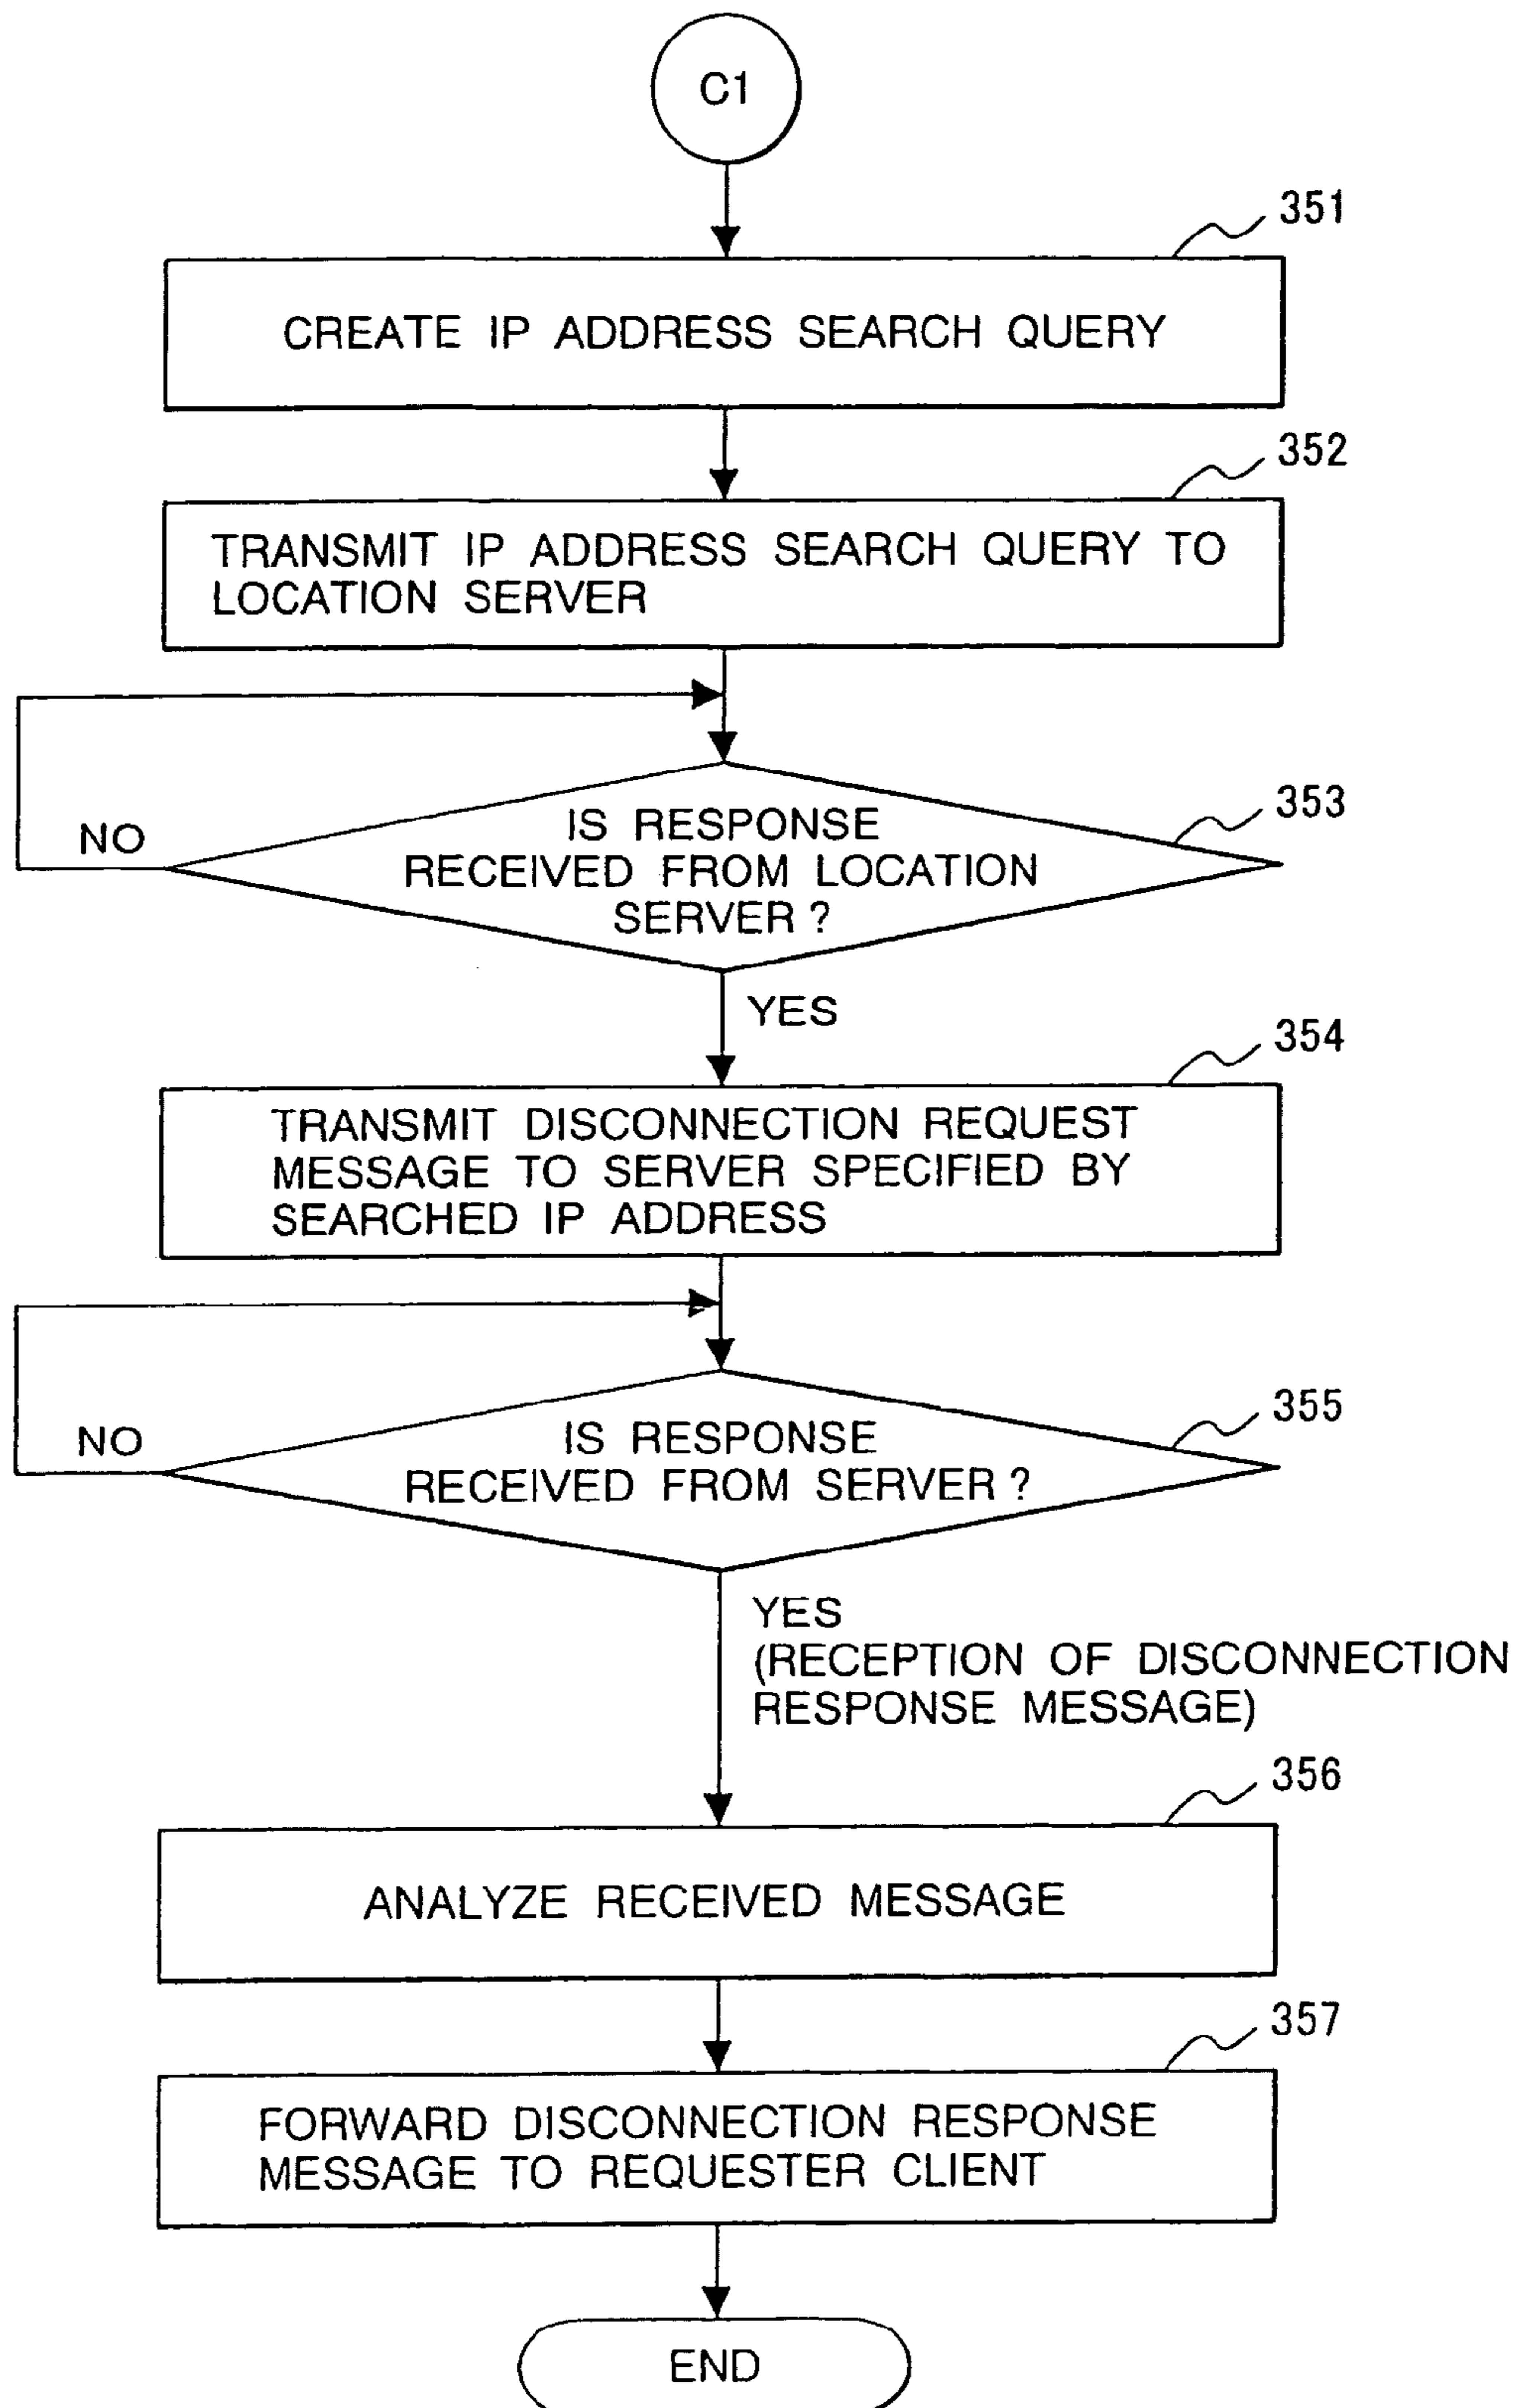 C1
351
CREATE IP ADDRESS SEARCH QUERY
352
TRANSMIT IP ADDRESS SEARCH QUERY TO
LOCATION SERVER
353
NO
IS RESPONSE
RECEIVED FROM LOCATION
SERVER?
YES
354
TRANSMIT DISCONNECTION REQUEST
MESSAGE TO SERVER SPECIFIED BY
SEARCHED IP ADDRESS
355
NO
IS RESPONSE
RECEIVED FROM SERVER?
YES
(RECEPTION OF DISCONNECTION
RESPONSE MESSAGE)
356
ANALYZE RECEIVED MESSAGE
357
FORWARD DISCONNECTION RESPONSE
MESSAGE TO REQUESTER CLIENT
END